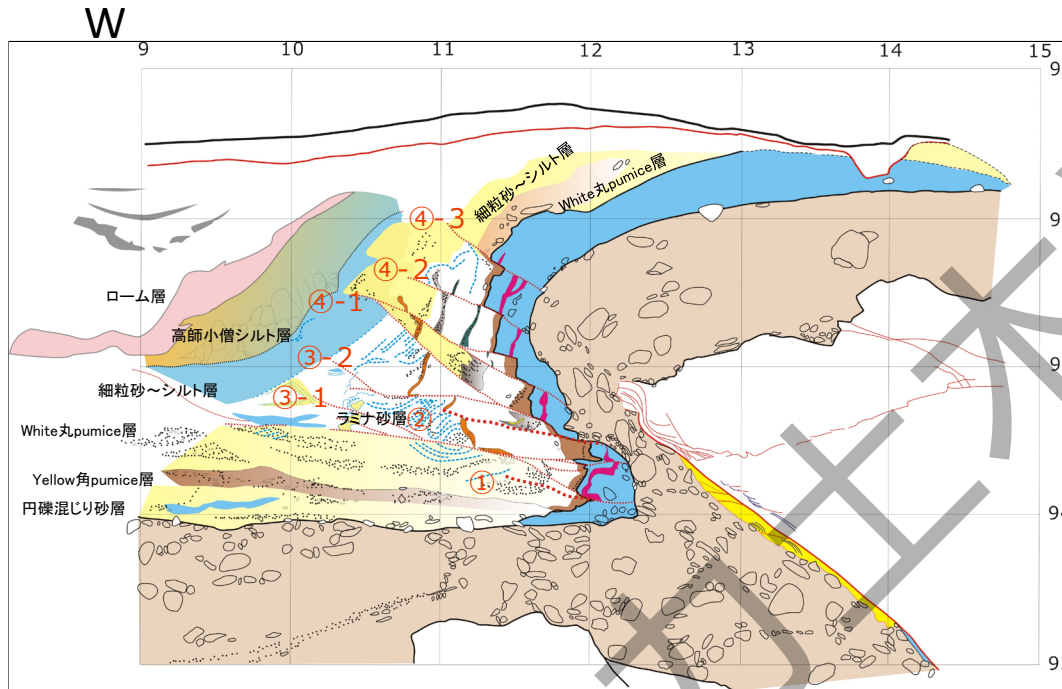 W
9 10 11 12 13 14 15
9
細粒砂～シルト層
White丸pumice層
④-3
9
④-2
ローム層
④-1
高師小僧シルト層
③-2
9
細粒砂～シルト層
③-1
ラミナ砂層
②
White丸pumice層
Yellow角pumice層
①
円礫混じり砂層
94
9